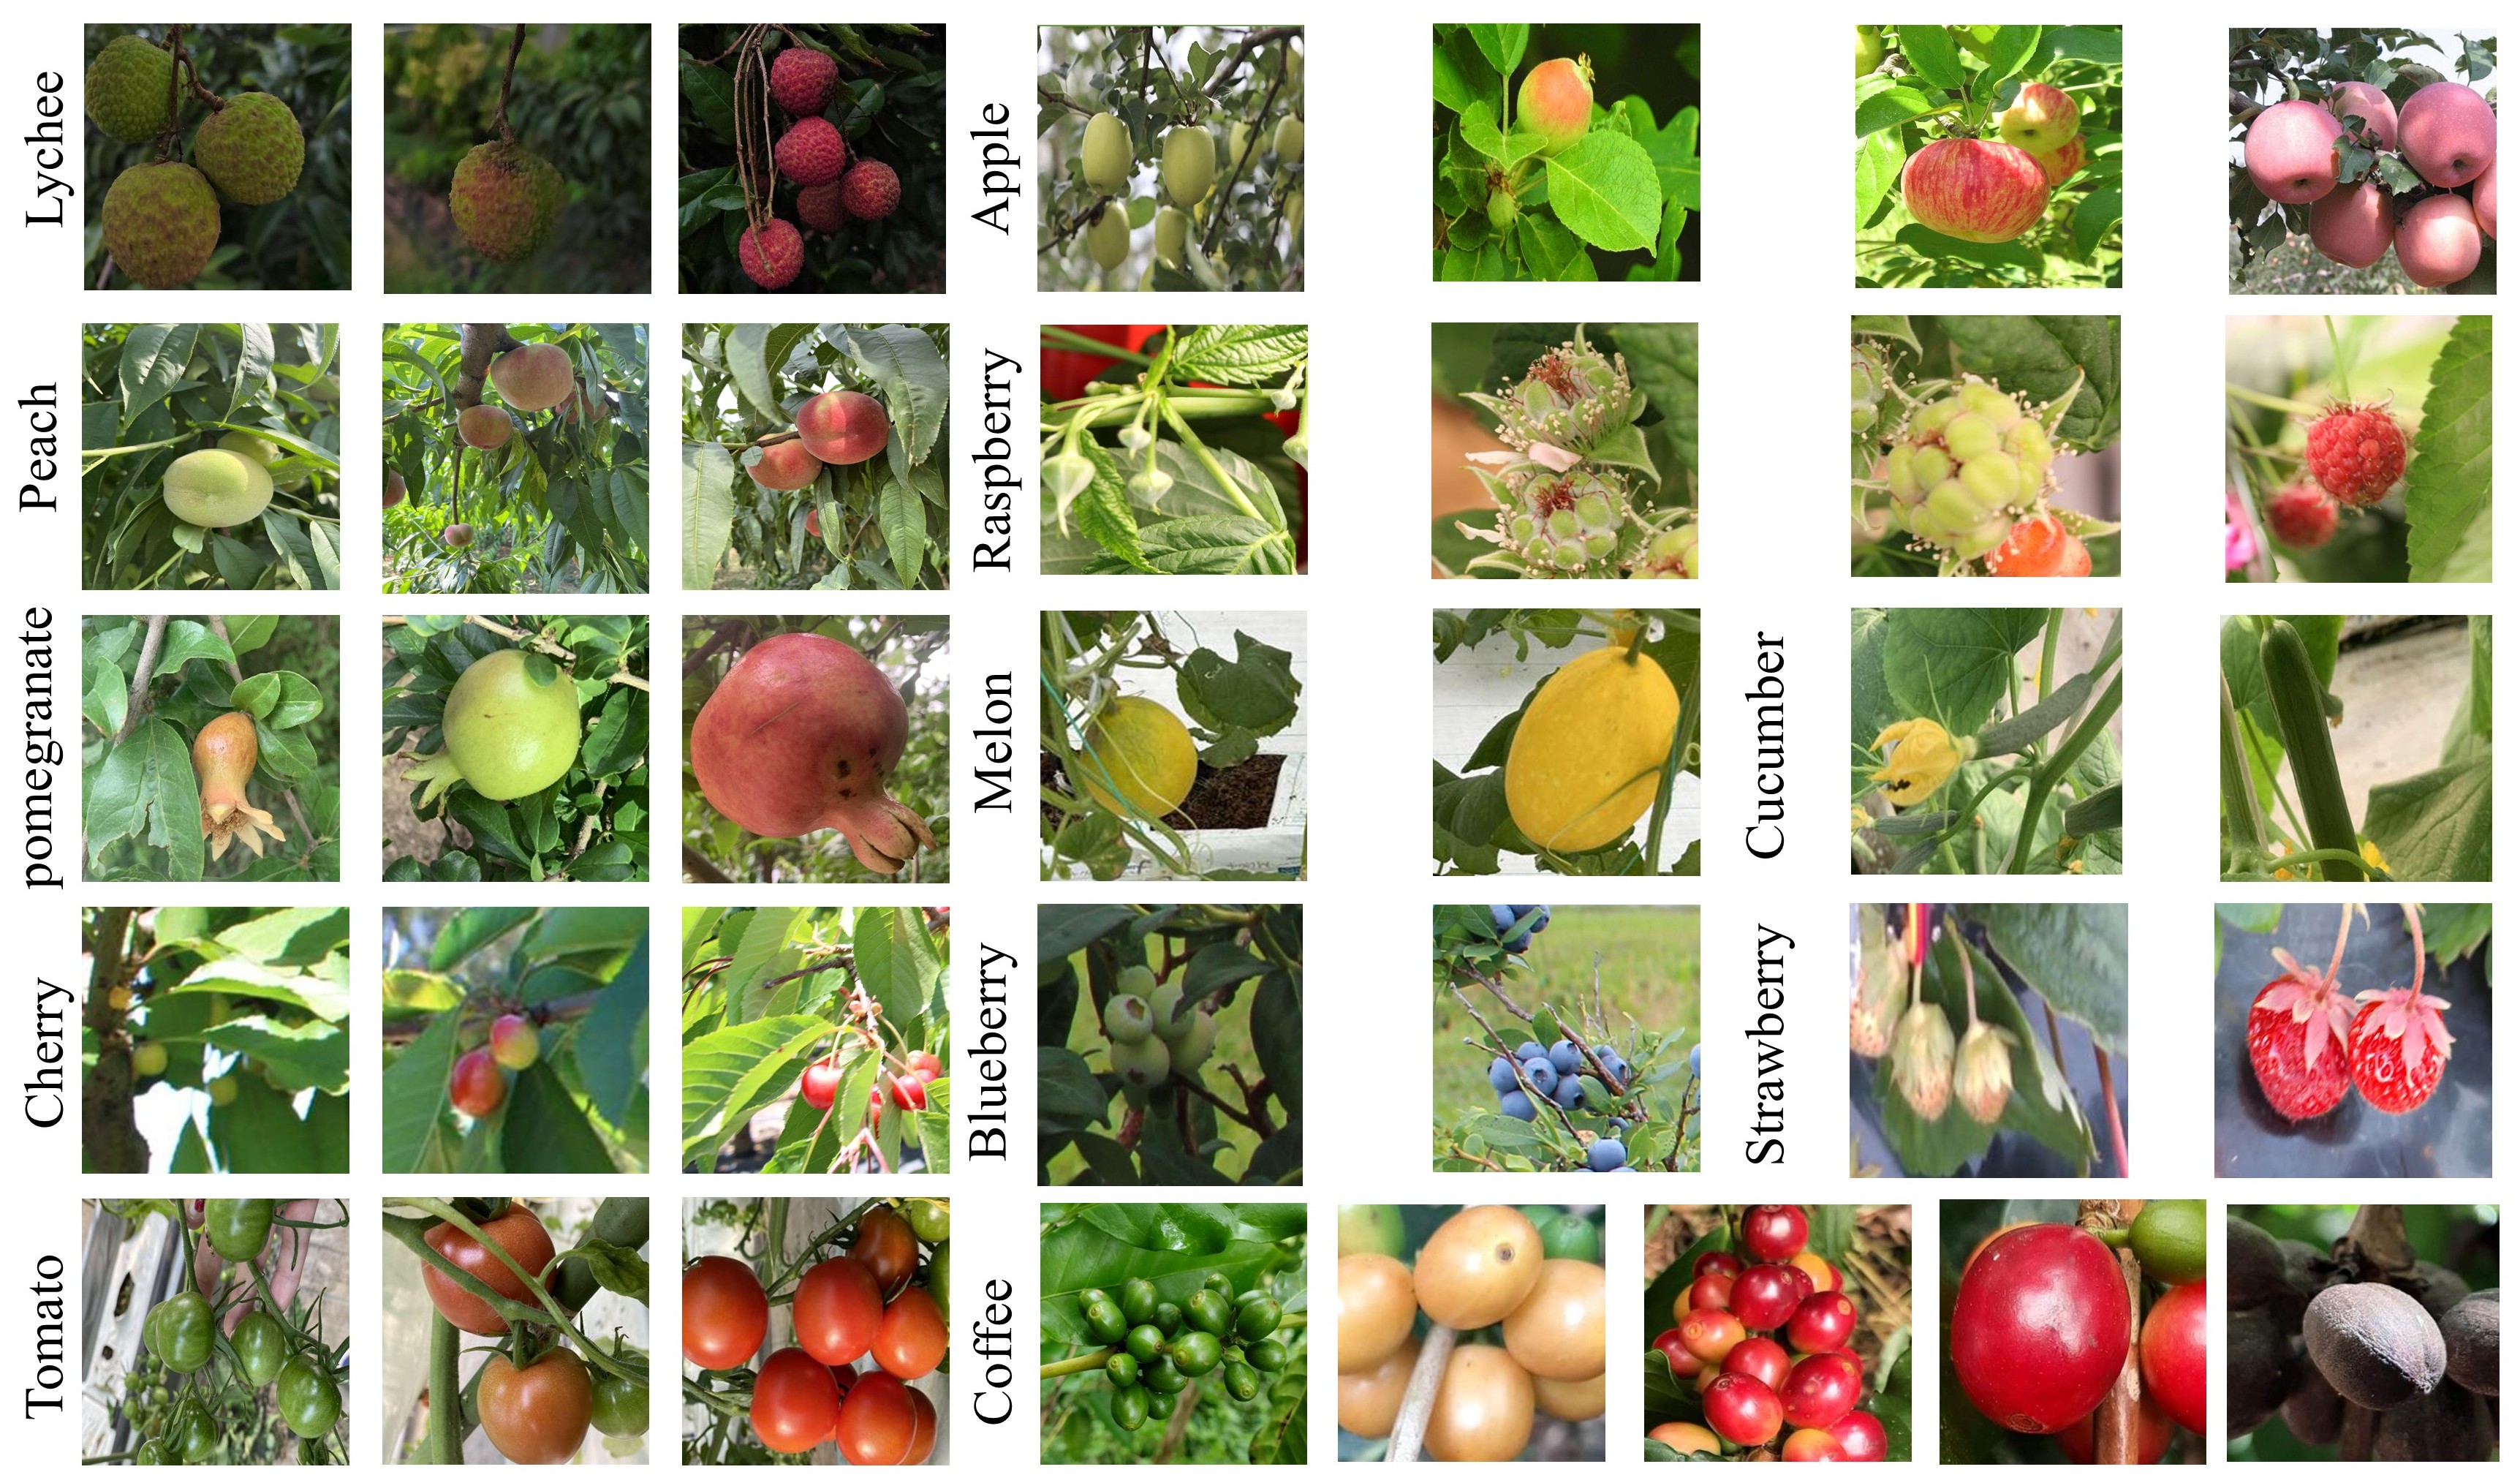 Lychee
Apple
Peach
Raspberry
pomegranate
Melon
Cucumber
Cherry
Blueberry
Strawberry
Tomato
Coffee